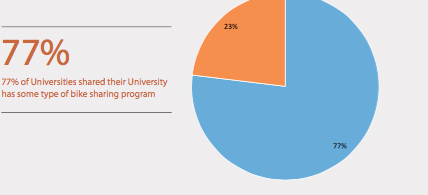 77%
77% of Universities shared their University
has some type of bike sharing program
23%
77%